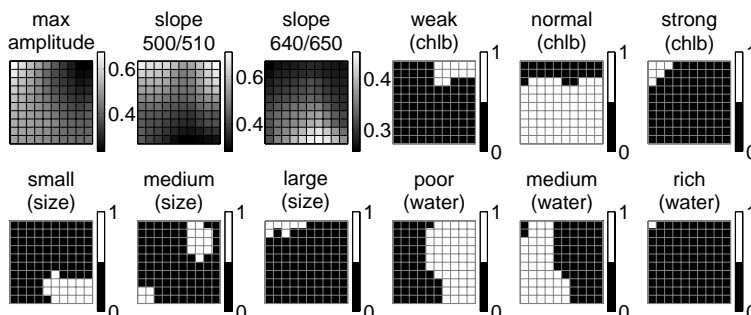 max amplitude
slope 500/510
slope 640/650
weak (chlb)
normal (chlb)
strong (chlb)
0.6
0.4
0.6
0.4
0.4
0.3
1
0
1
0
1
0
small (size)
medium (size)
large (size)
poor (water)
medium (water)
rich (water)
1
0
1
0
1
0
1
0
1
0
1
0